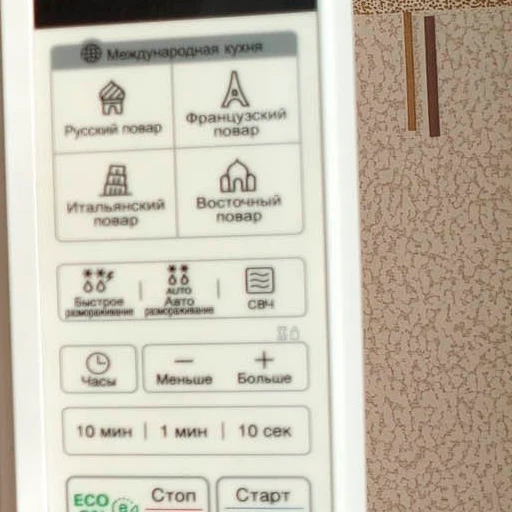 Международная кухня
Русский повар
Французский
повар
Итальянский
повар
Восточный
повар
AUTO
Быстрое
размораживание
Авто
размораживание
СВЧ
Часы
Меньше
Больше
10 мин | 1 мин | 10 сек
ECO
Стоп
Старт